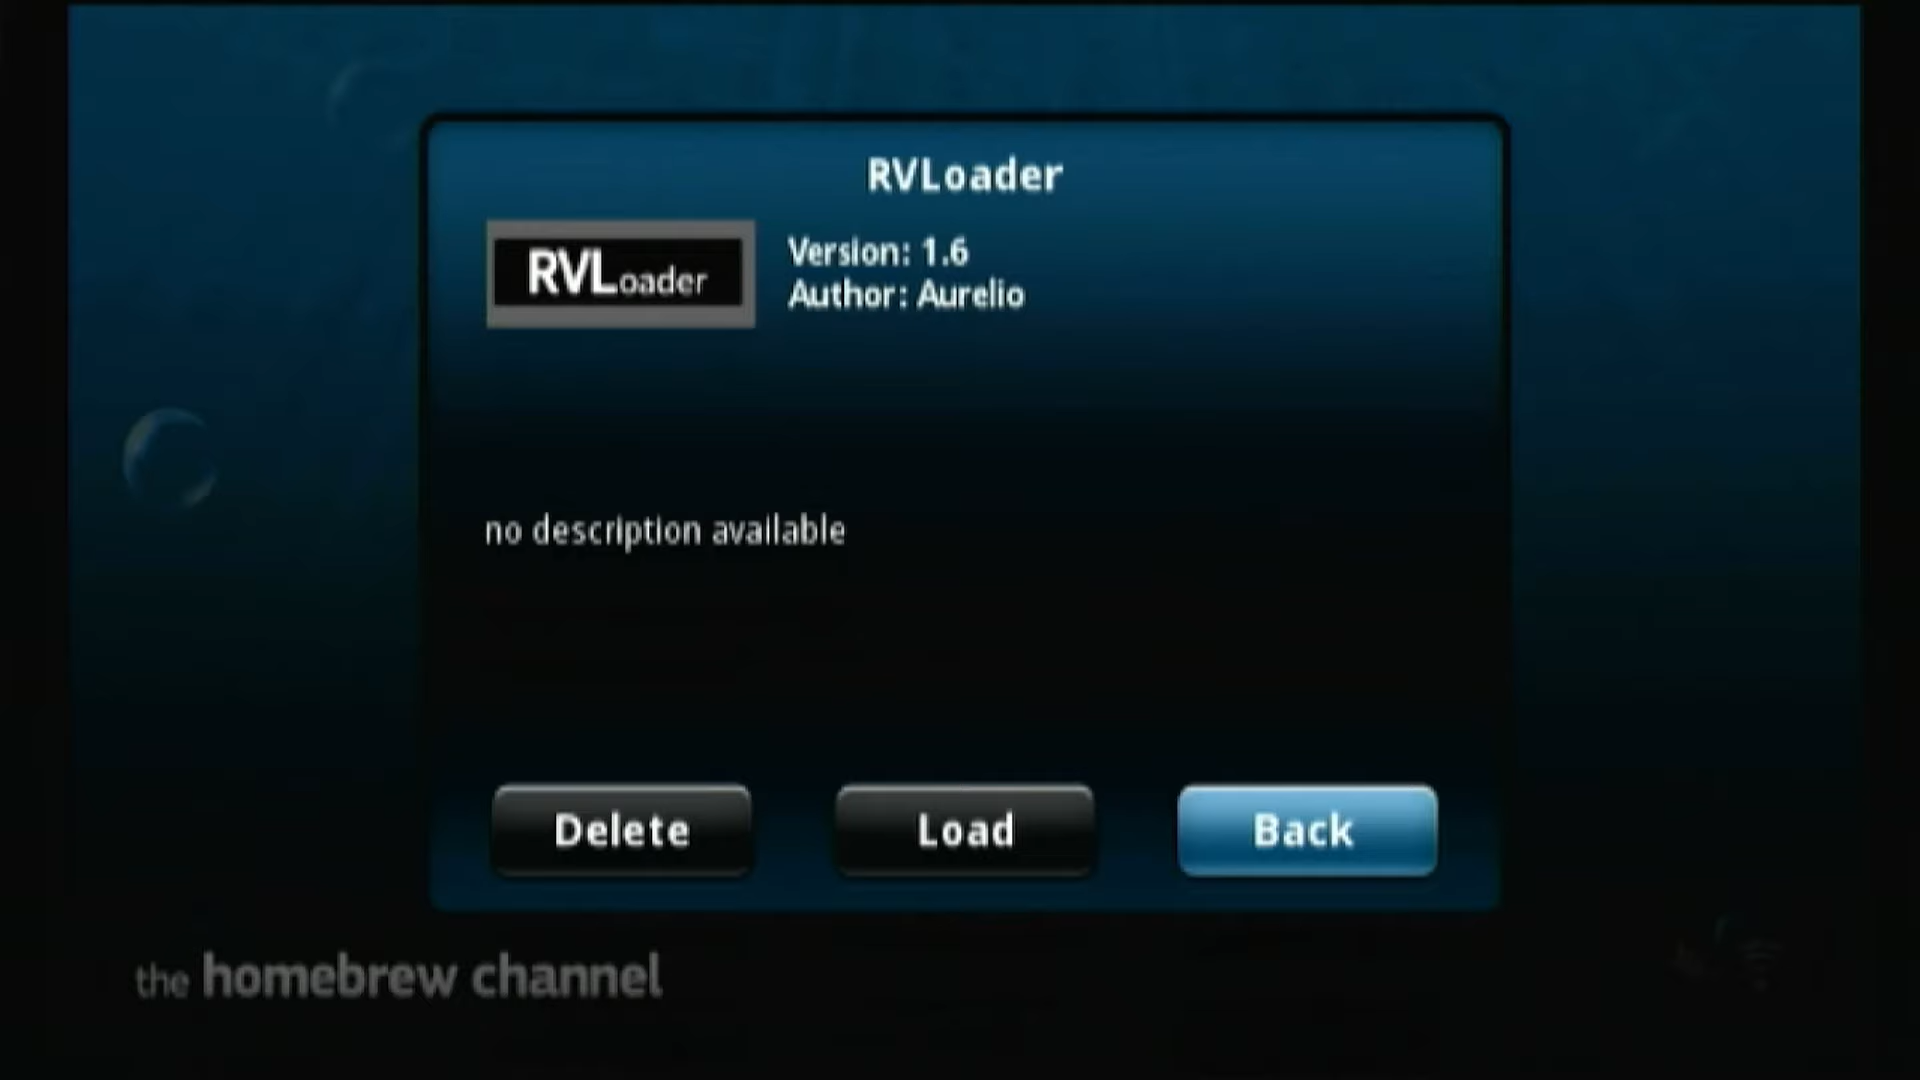 RVLoader
RVLoader
Version: 1.6
Author: Aurelio
no description available
Delete
Load
Back
the homebrew channel